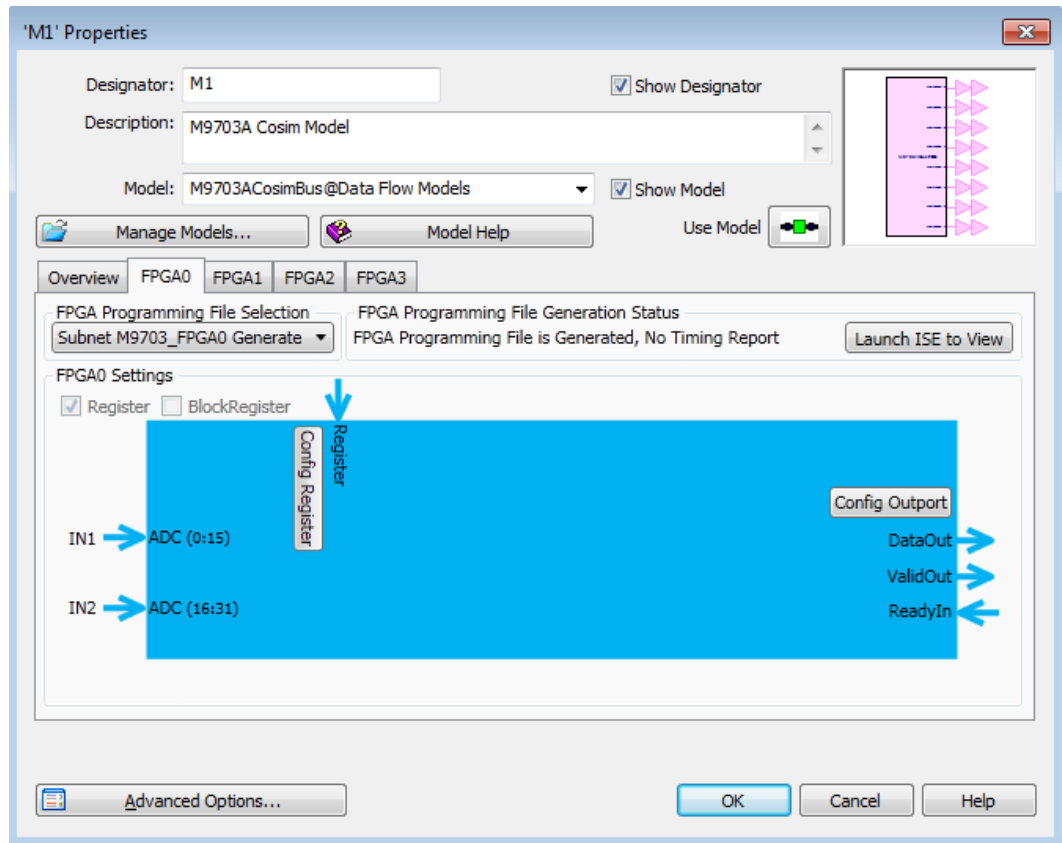 'M1' Properties
Designator: M1
Show Designator
Description: M9703A Cosim Model
Model: M9703ACosimBus@Data Flow Models
Show Model
Manage Models...
Model Help
Use Model
Overview FPGA0 FPGA1 FPGA2 FPGA3
FPGA Programming File Selection
FPGA Programming File Generation Status
Subnet M9703_FPGA0 Generate
FPGA Programming File is Generated, No Timing Report
Launch ISE to View
FPGA0 Settings
Register BlockRegister
Register
Config Register
Config Outport
IN1 ADC (0:15)
DataOut
ValidOut
IN2 ADC (16:31)
ReadyIn
Advanced Options...
OK Cancel Help